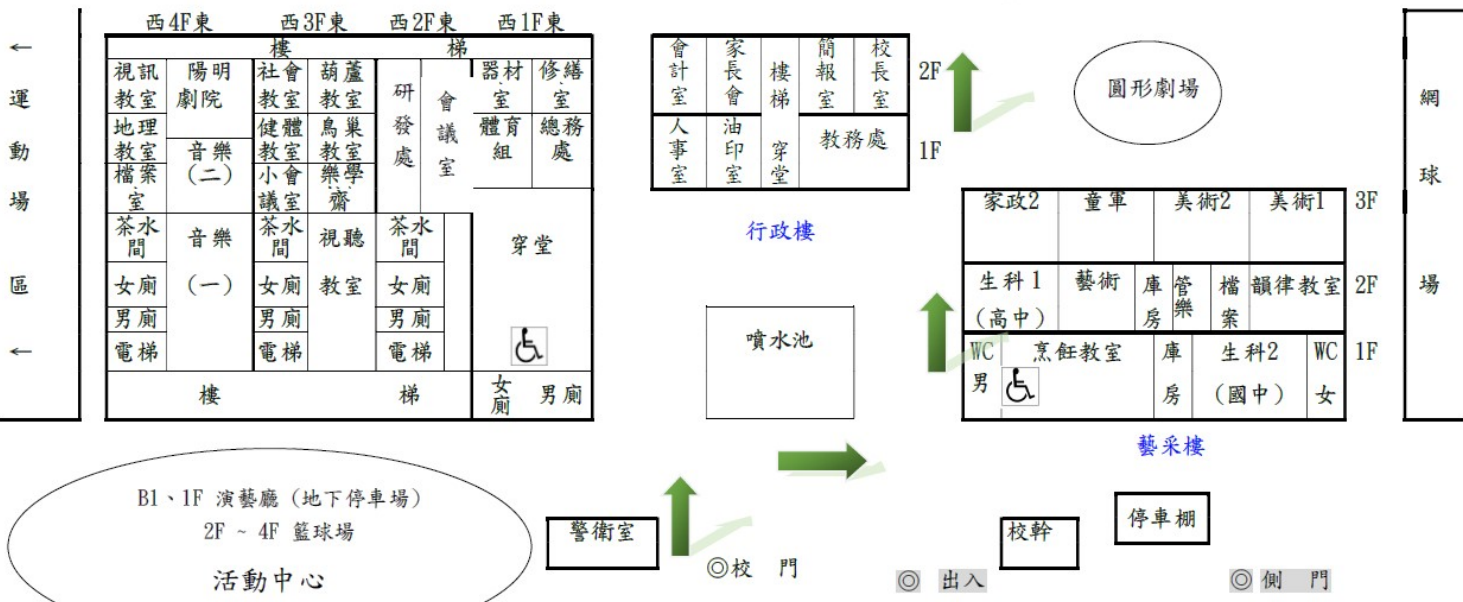 西4F東 西3F東 西2F東 西1F東
樓 梯
視訊教室
陽明劇院
社會教室
葫蘆教室
研發處
會議室
器材室
修繕室
地理教室
音樂(二)
健體教室
鳥巢教室
體育組
總務處
檔案室
小會議室
樂學齋
茶水間
音樂(一)
茶水間
視聽教室
茶水間
穿堂
女廁
女廁
女廁
男廁
男廁
男廁
電梯
電梯
電梯
樓 梯
女廁
男廁
←運動場區←
會計室
家長會
樓梯
簡報室
校長室
2F
人事室
油印室
穿堂
教務處
1F
行政樓
圓形劇場
網球場
家政2
童軍
美術2
美術1
3F
生科1(高中)
藝術
庫房
管樂
檔案
韻律教室
2F
WC男
烹飪教室
庫房
生科2(國中)
WC女
1F
藝采樓
噴水池
B1、1F 演藝廳 (地下停車場)
2F ~ 4F 籃球場
活動中心
警衛室
校幹
停車棚
◎校 門
◎ 出入
◎ 側 門